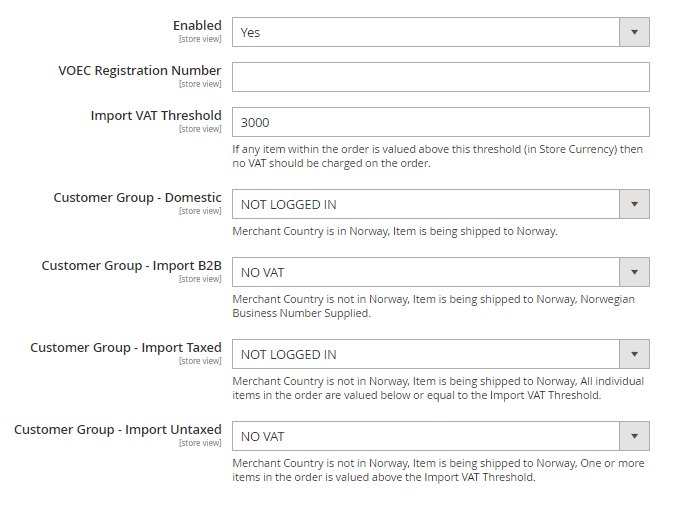 Enabled
[store view]
Yes
VOEC Registration Number
[store view]
Import VAT Threshold
[store view]
3000
If any item within the order is valued above this threshold (in Store Currency) then
no VAT should be charged on the order.
Customer Group - Domestic
[store view]
NOT LOGGED IN
Merchant Country is in Norway, Item is being shipped to Norway.
Customer Group - Import B2B
[store view]
NO VAT
Merchant Country is not in Norway, Item is being shipped to Norway, Norwegian
Business Number Supplied.
Customer Group - Import Taxed
[store view]
NOT LOGGED IN
Merchant Country is not in Norway, Item is being shipped to Norway, All individual
items in the order are valued below or equal to the Import VAT Threshold.
Customer Group - Import Untaxed
[store view]
NO VAT
Merchant Country is not in Norway, Item is being shipped to Norway, One or more
items in the order is valued above the Import VAT Threshold.